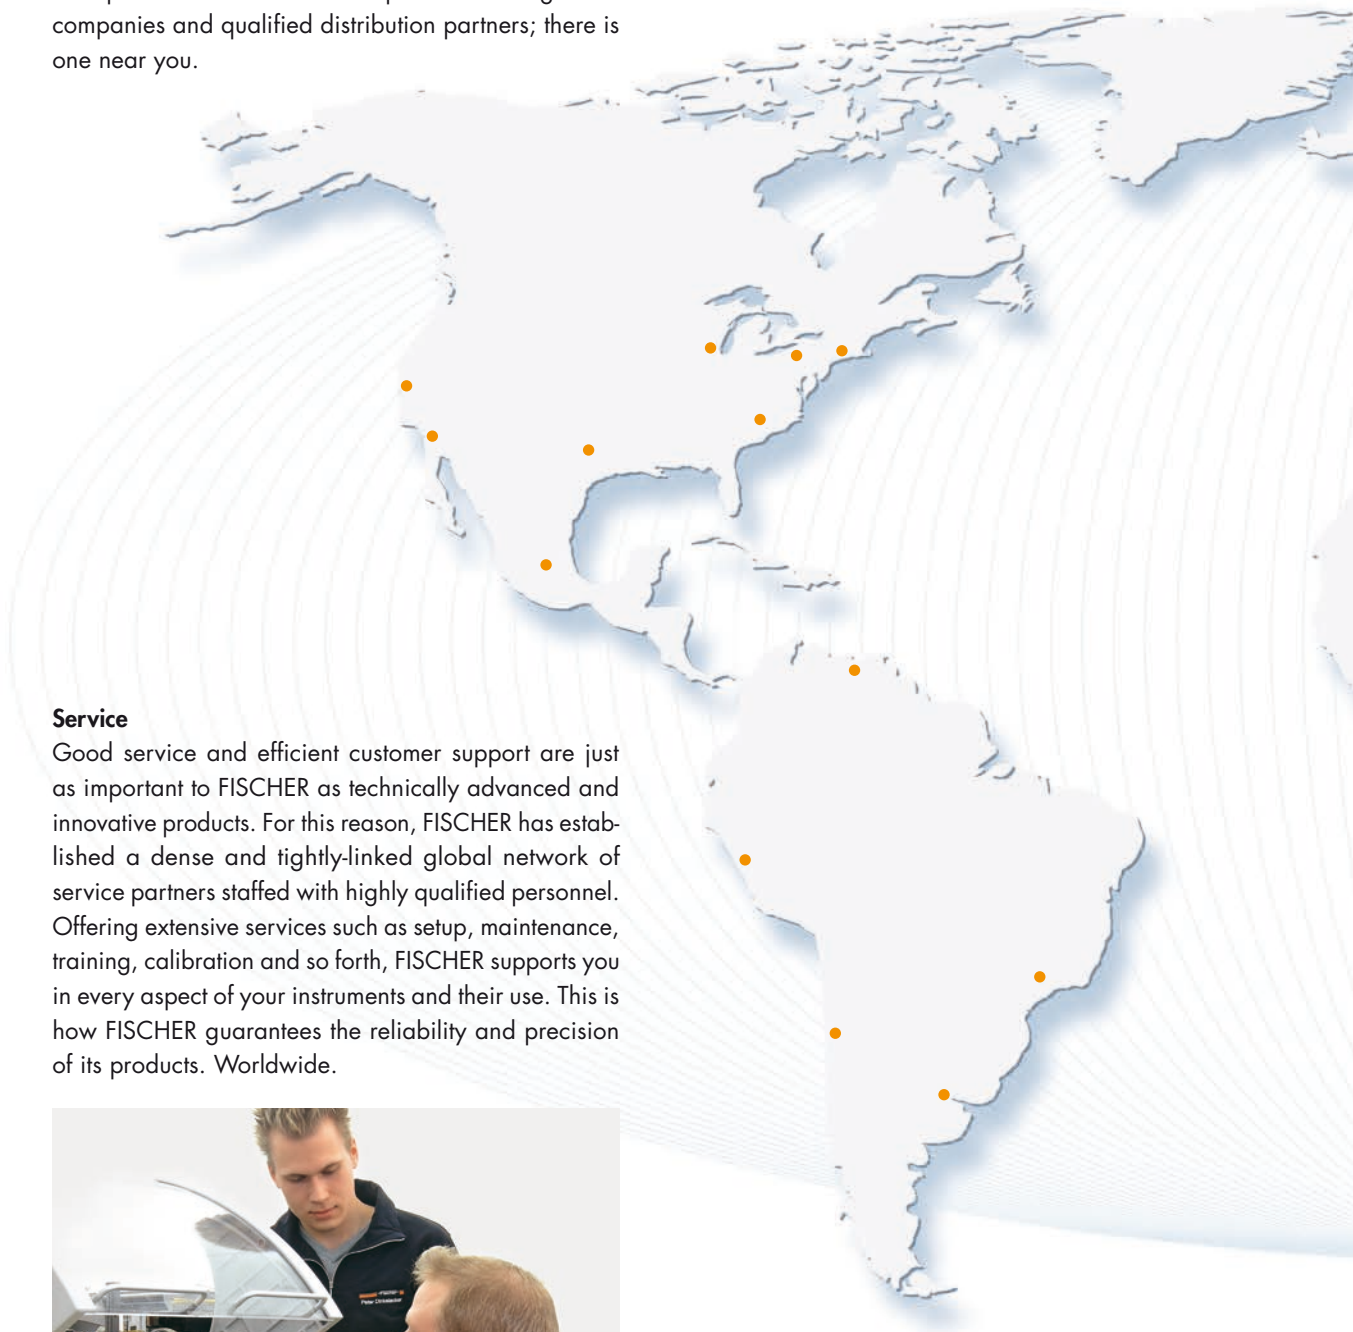 companies and qualified distribution partners; there is
one near you.
Service
Good service and efficient customer support are just
as important to FISCHER as technically advanced and
innovative products. For this reason, FISCHER has estab-
lished a dense and tightly-linked global network of
service partners staffed with highly qualified personnel.
Offering extensive services such as setup, maintenance,
training, calibration and so forth, FISCHER supports you
in every aspect of your instruments and their use. This is
how FISCHER guarantees the reliability and precision
of its products. Worldwide.
FISCHER
Peter